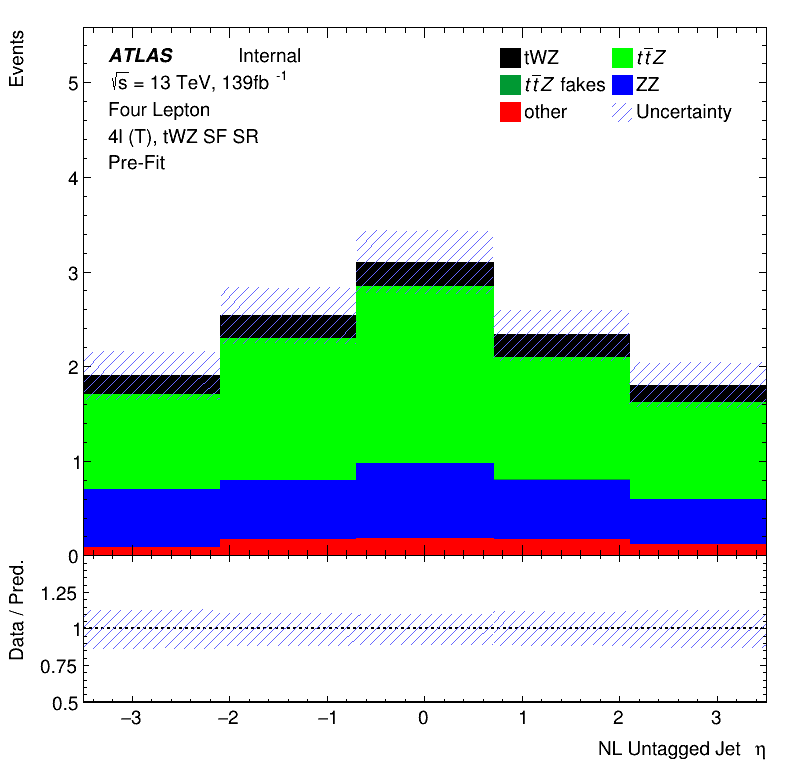 Events
ATLAS Internal
√s = 13 TeV, 139fb⁻¹
Four Lepton
4l (T), tWZ SF SR
Pre-Fit
tWZ tt̄Z
tt̄Z fakes ZZ
other Uncertainty
5
4
3
2
1
0
Data / Pred.
1.25
1
0.75
0.5
−3 −2 −1 0 1 2 3
NL Untagged Jet η